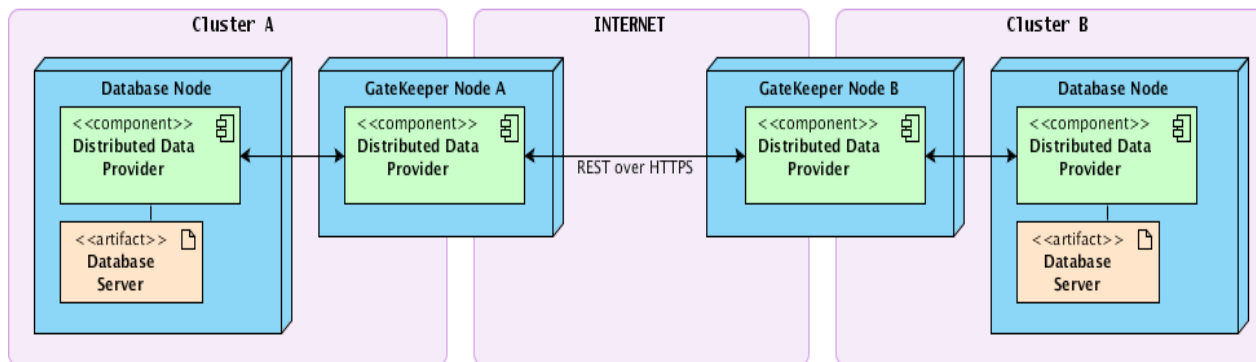 Cluster A
INTERNET
Cluster B
Database Node
<<component>>
Distributed Data
Provider
<<artifact>>
Database
Server
GateKeeper Node A
<<component>>
Distributed Data
Provider
REST over HTTPS
GateKeeper Node B
<<component>>
Distributed Data
Provider
Database Node
<<component>>
Distributed Data
Provider
<<artifact>>
Database
Server